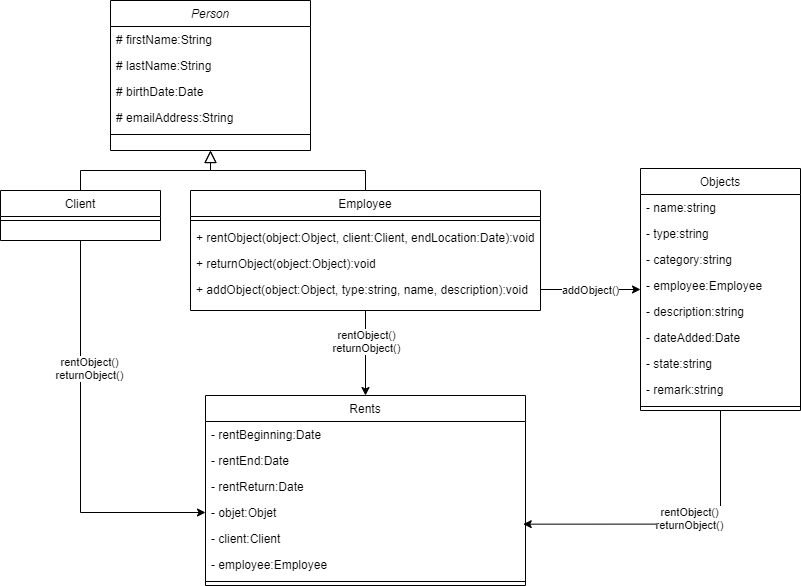 Person
# firstName:String
# lastName:String
# birthDate:Date
# emailAddress:String
Client
Employee
+ rentObject(object:Object, client:Client, endLocation:Date):void
+ returnObject(object:Object):void
+ addObject(object:Object, type:string, name, description):void
addObject()
Objects
- name:string
- type:string
- category:string
- employee:Employee
- description:string
- dateAdded:Date
- state:string
- remark:string
rentObject()
returnObject()
rentObject()
returnObject()
Rents
- rentBeginning:Date
- rentEnd:Date
- rentReturn:Date
- objet:Objet
- client:Client
- employee:Employee
rentObject()
returnObject()